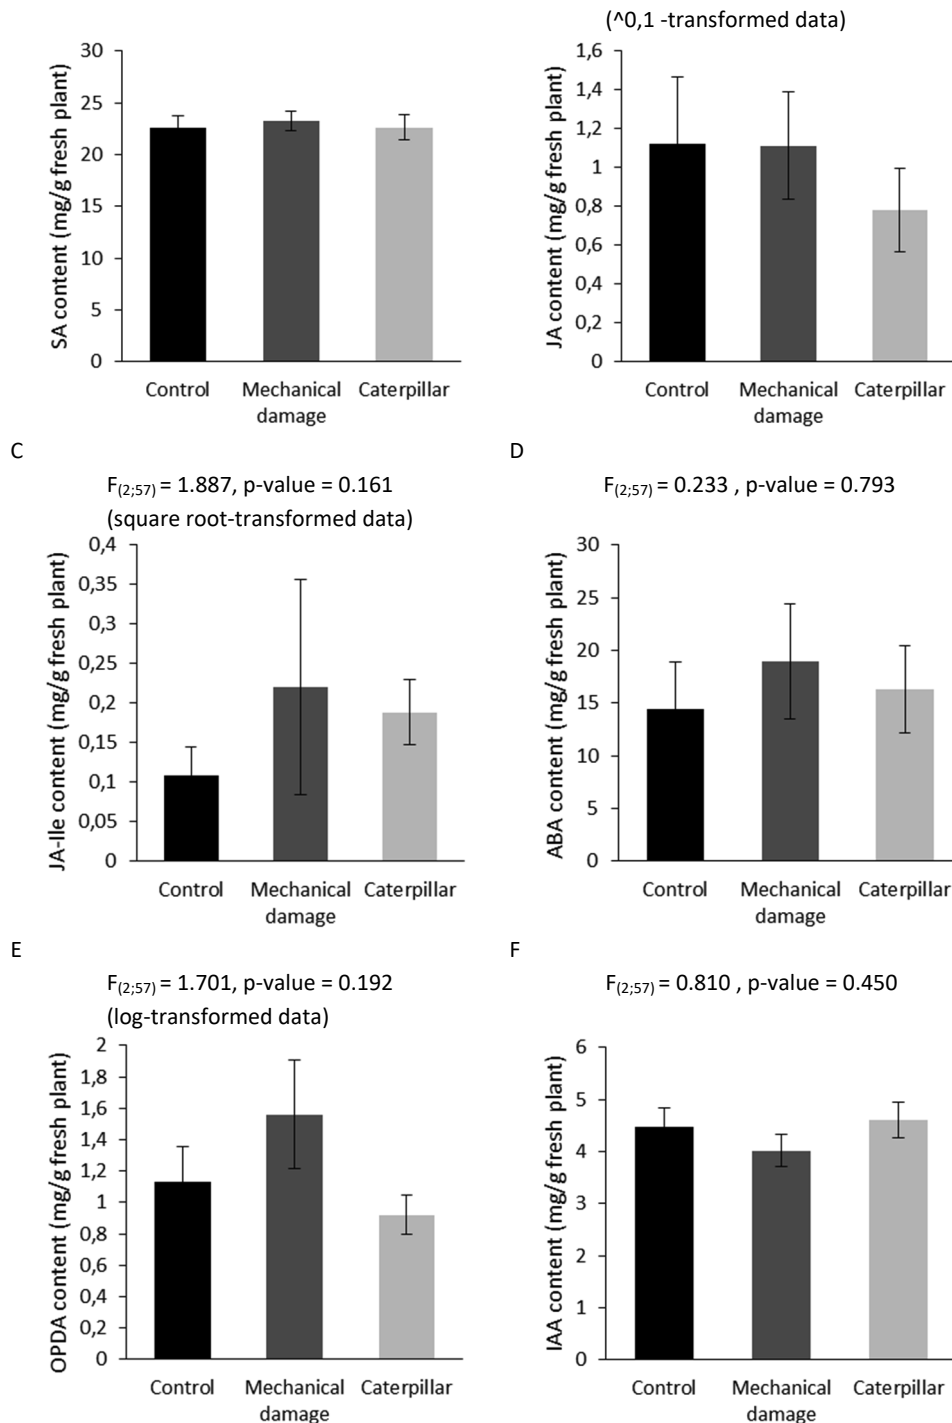 (^0,1 -transformed data)
SA content (mg/g fresh plant)
30
25
20
15
10
5
0
Control
Mechanical
damage
Caterpillar
JA content (mg/g fresh plant)
1,6
1,4
1,2
1
0,8
0,6
0,4
0,2
0
Control
Mechanical
damage
Caterpillar
C
F(2;57) = 1.887, p-value = 0.161
(square root-transformed data)
JA-Ile content (mg/g fresh plant)
0,4
0,35
0,3
0,25
0,2
0,15
0,1
0,05
0
Control
Mechanical
damage
Caterpillar
D
F(2;57) = 0.233 , p-value = 0.793
ABA content (mg/g fresh plant)
30
25
20
15
10
5
0
Control
Mechanical
damage
Caterpillar
E
F(2;57) = 1.701, p-value = 0.192
(log-transformed data)
OPDA content (mg/g fresh plant)
2
1,8
1,6
1,4
1,2
1
0,8
0,6
0,4
0,2
0
Control
Mechanical
damage
Caterpillar
F
F(2;57) = 0.810 , p-value = 0.450
IAA content (mg/g fresh plant)
6
5
4
3
2
1
0
Control
Mechanical
damage
Caterpillar